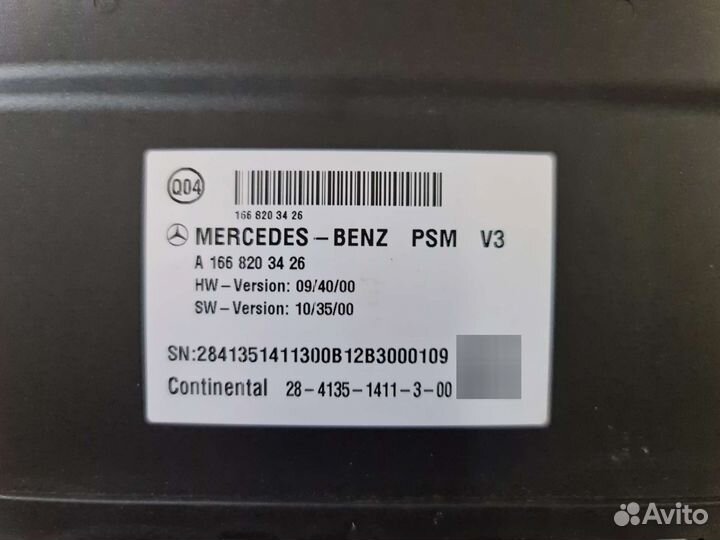 Q04
166 820 34 26
MERCEDES-BENZ PSM V3
A 166 820 34 26
HW-Version: 09/40/00
SW-Version: 10/35/00
SN:2841351411300B12B3000109
Continental 28-4135-1411-3-00
Avito